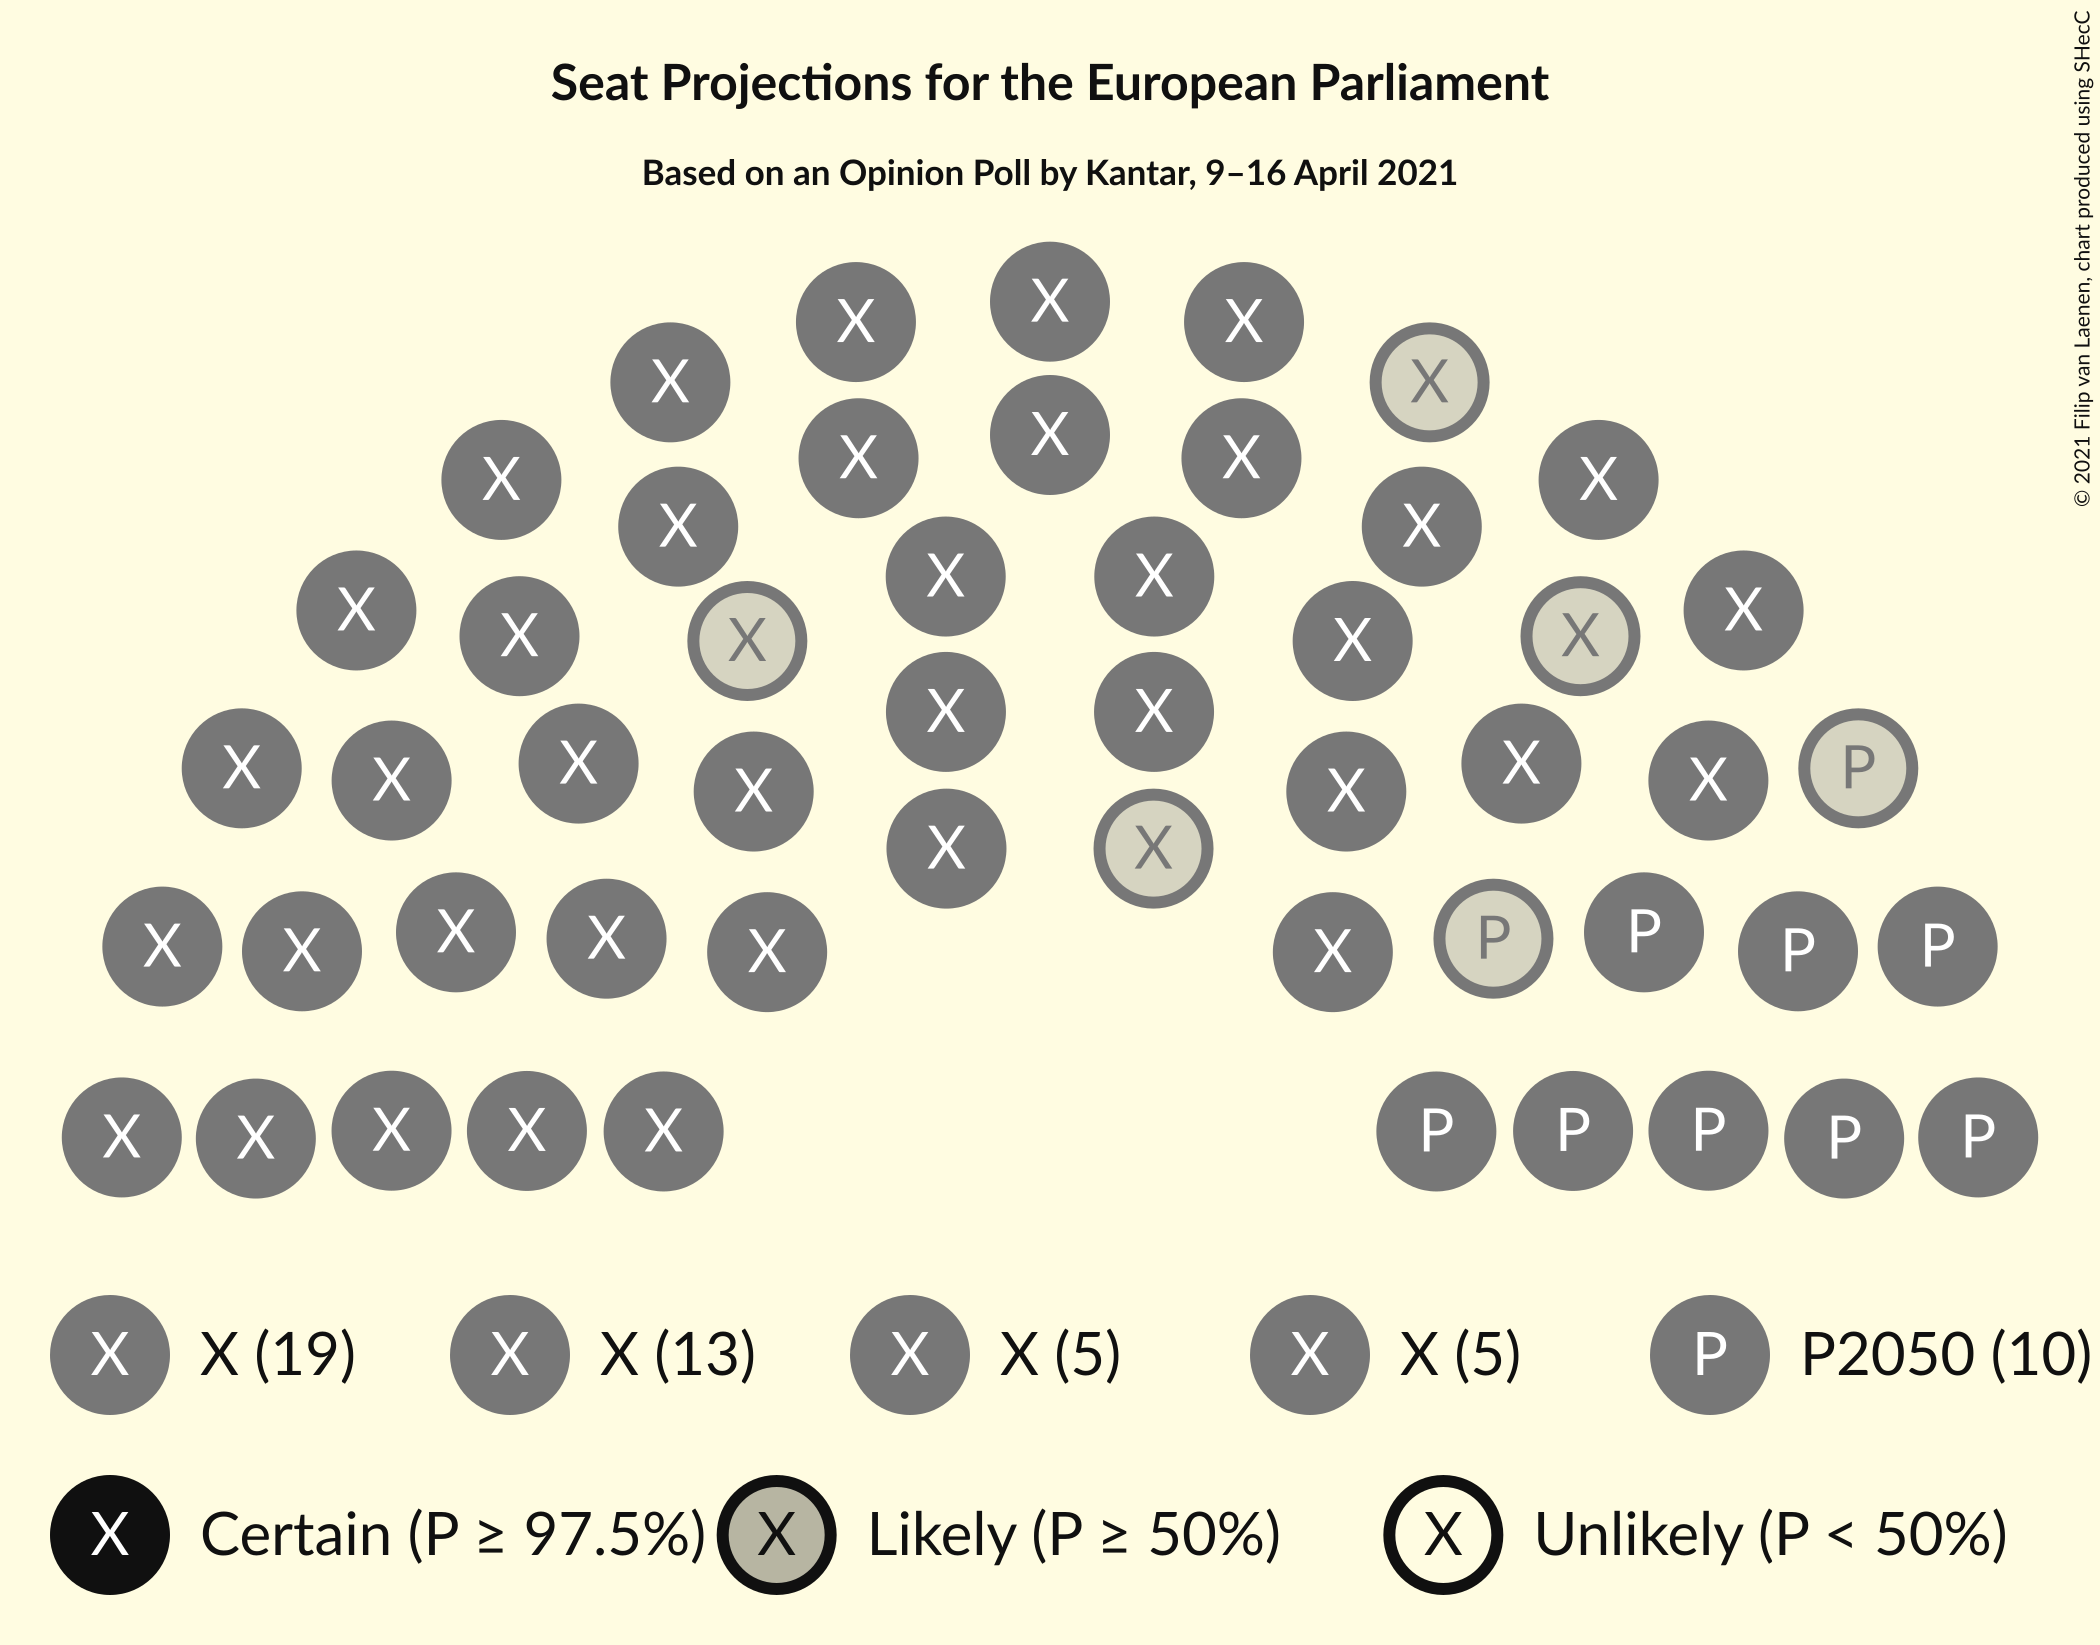 Seat Projections for the European Parliament
Based on an Opinion Poll by Kantar, 9–16 April 2021
© 2021 Filip van Laenen, chart produced using SHecC
X X X
X X
X X X
X X
X X
X X
X X
X X X X
X X
X X
X X X P
X X
X X
X P
X X
X P
X P
X X P P
X X X X X P P P P P
X X (19) X X (13) X X (5) X X (5) P P2050 (10)
X Certain (P ≥ 97.5%) X Likely (P ≥ 50%) X Unlikely (P < 50%)